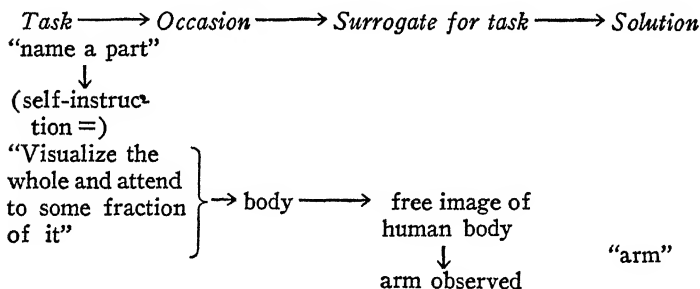 Task → Occasion → Surrogate for task → Solution
“name a part”
↓
(self-instruc-
tion =)
“Visualize the
whole and attend
to some fraction
of it”
} → body → free image of
human body
↓
arm observed
“arm”